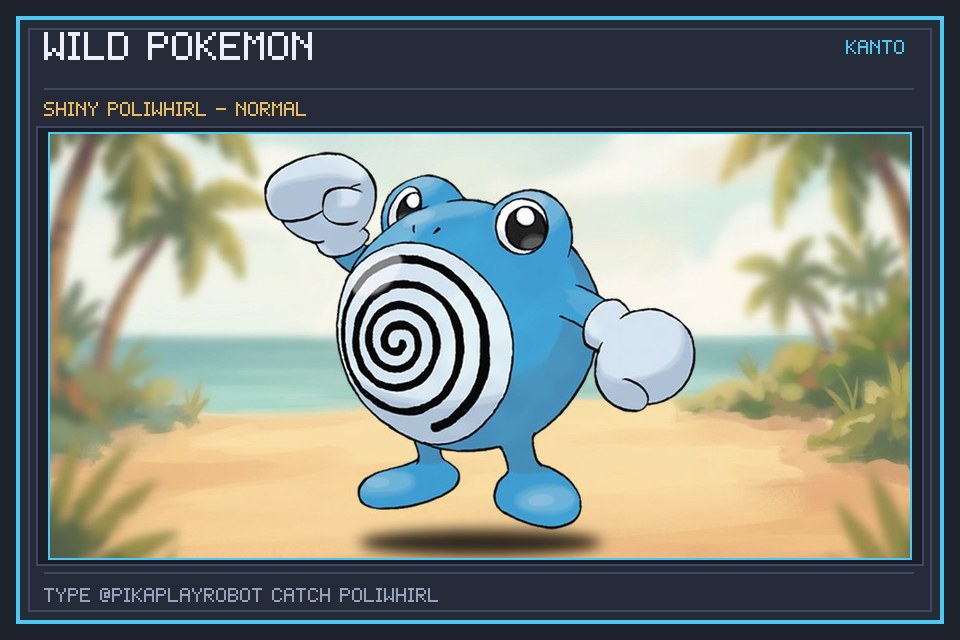 WILD POKEMON
KANTO
SHINY POLIWHIRL - NORMAL
TYPE @PIKAPLAYROBOT CATCH POLIWHIRL